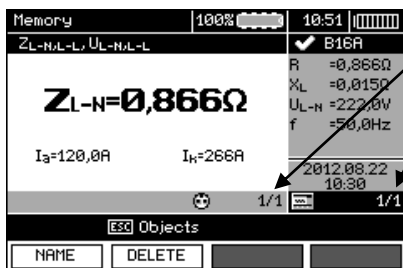 Memory 100% 10:51
ZL-N,L-L, UL-N,L-L B16A
R =0,866Ω
XL =0,015Ω
ZL-N=0,866Ω
UL-N =222,0V
f =50,0Hz
Ia=120,0A Ik=266A
2012.08.22
10:30
1/1 1/1
ESC Objects
NAME DELETE